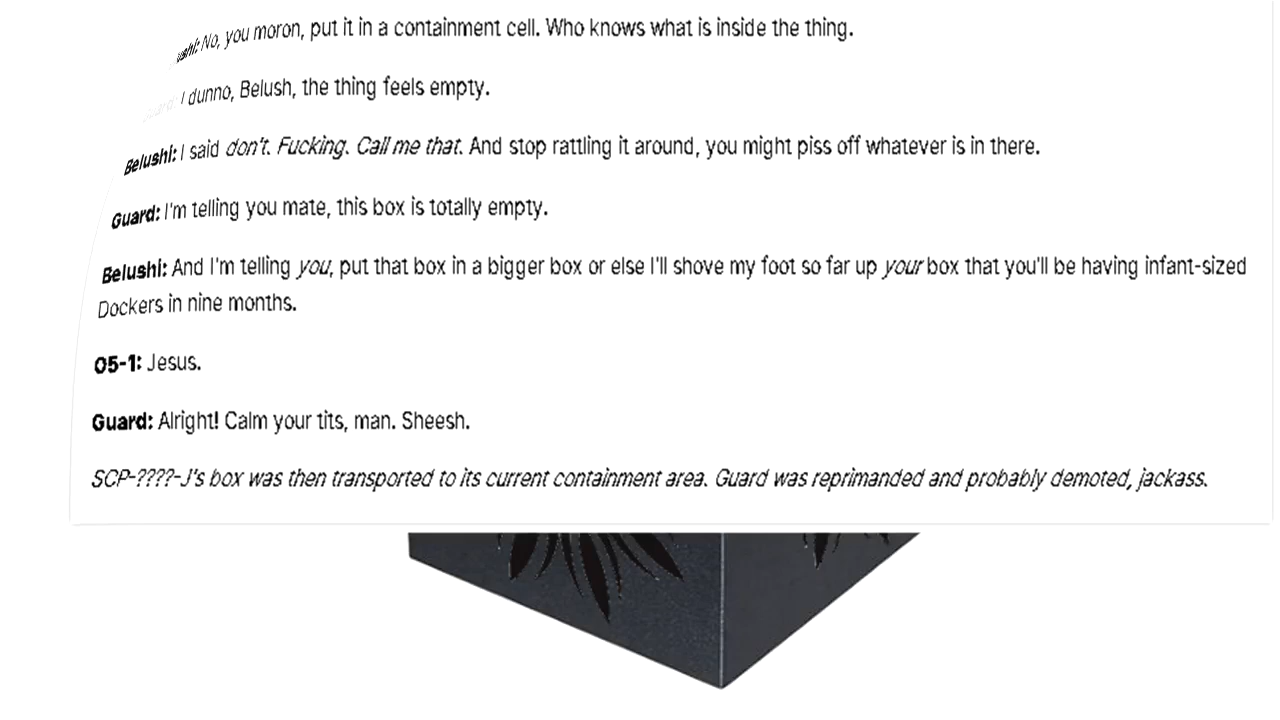 No, you moron, put it in a containment cell. Who knows what is inside the thing.
I dunno, Belush, the thing feels empty.
Belushi: I said don't. Fucking. Call me that. And stop rattling it around, you might piss off whatever is in there.
Guard: I'm telling you mate, this box is totally empty.
Belushi: And I'm telling you, put that box in a bigger box or else I'll shove my foot so far up your box that you'll be having infant-sized
Dockers in nine months.
05-1: Jesus.
Guard: Alright! Calm your tits, man. Sheesh.
SCP-????-J's box was then transported to its current containment area. Guard was reprimanded and probably demoted, jackass.